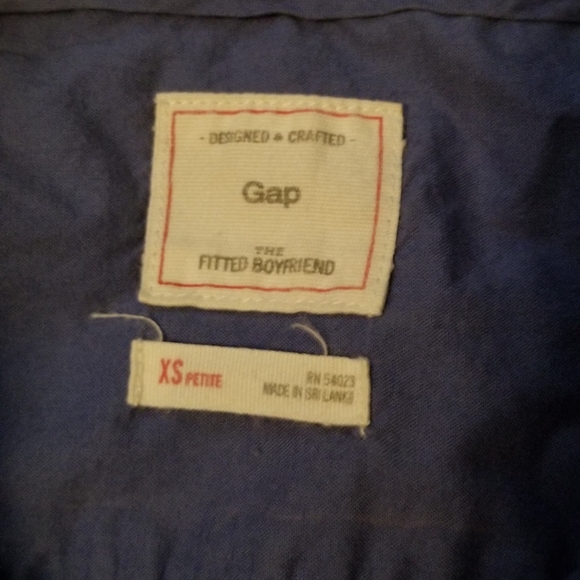 - DESIGNED & CRAFTED -
Gap
THE
FITTED BOYFRIEND
XS PETITE
RN 54023
MADE IN SRI LANKA